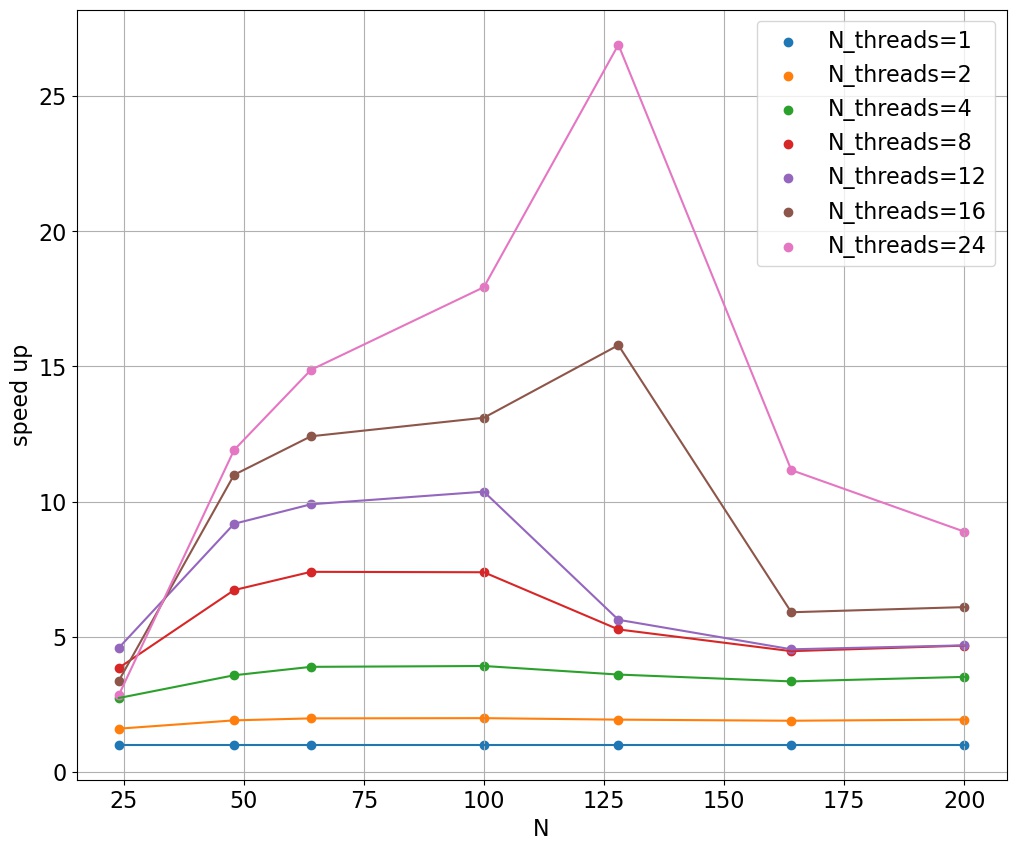 N_threads=1
N_threads=2
N_threads=4
N_threads=8
N_threads=12
N_threads=16
N_threads=24
25
20
15
10
5
0
speed up
25 50 75 100 125 150 175 200
N